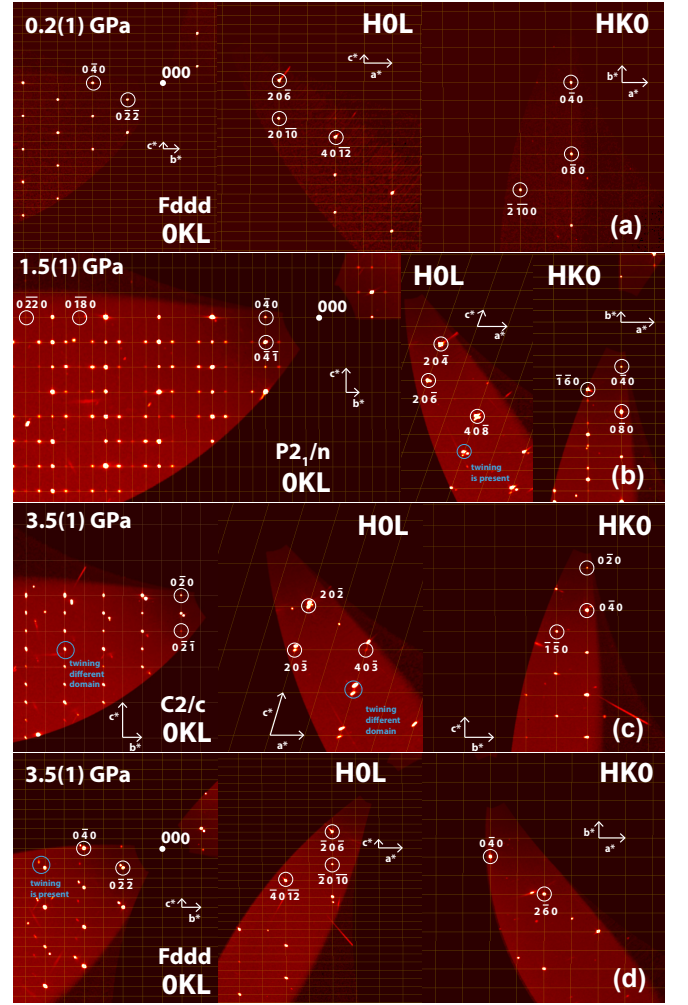 0.2(1) GPa
000
0 4̄ 0
0 2̄ 2̄
c*
b*
Fddd
0KL
H0L
c*
a*
2 0 6̄
2 0 1̄0̄
4 0 1̄2̄
HK0
b*
a*
0 4̄ 0
0 8̄ 0
2̄ 1̄0̄ 0
(a)
1.5(1) GPa
0 2̄2̄ 0
0 1̄8̄ 0
0 4̄ 0
000
0 4̄ 1̄
c*
b*
P2₁/n
0KL
H0L
c*
a*
2 0 4̄
2 0 6̄
4 0 8̄
twining
is present
HK0
b*
a*
1̄ 6̄ 0
0 4̄ 0
0 8̄ 0
(b)
3.5(1) GPa
0 2̄ 0
0 2̄ 1̄
twining
different
domain
c*
b*
C2/c
0KL
H0L
2 0 2̄
2 0 3̄
4 0 3̄
c*
a*
twining
different
domain
HK0
0 2̄ 0
0 4̄ 0
1̄ 5̄ 0
c*
b*
(c)
3.5(1) GPa
0 4̄ 0
000
0 2̄ 2̄
twining
is present
c*
b*
Fddd
0KL
H0L
c*
a*
2̄ 0 6̄
2̄ 0 1̄0̄
4̄ 0 1̄2̄
HK0
b*
a*
0 4̄ 0
2 6̄ 0
(d)